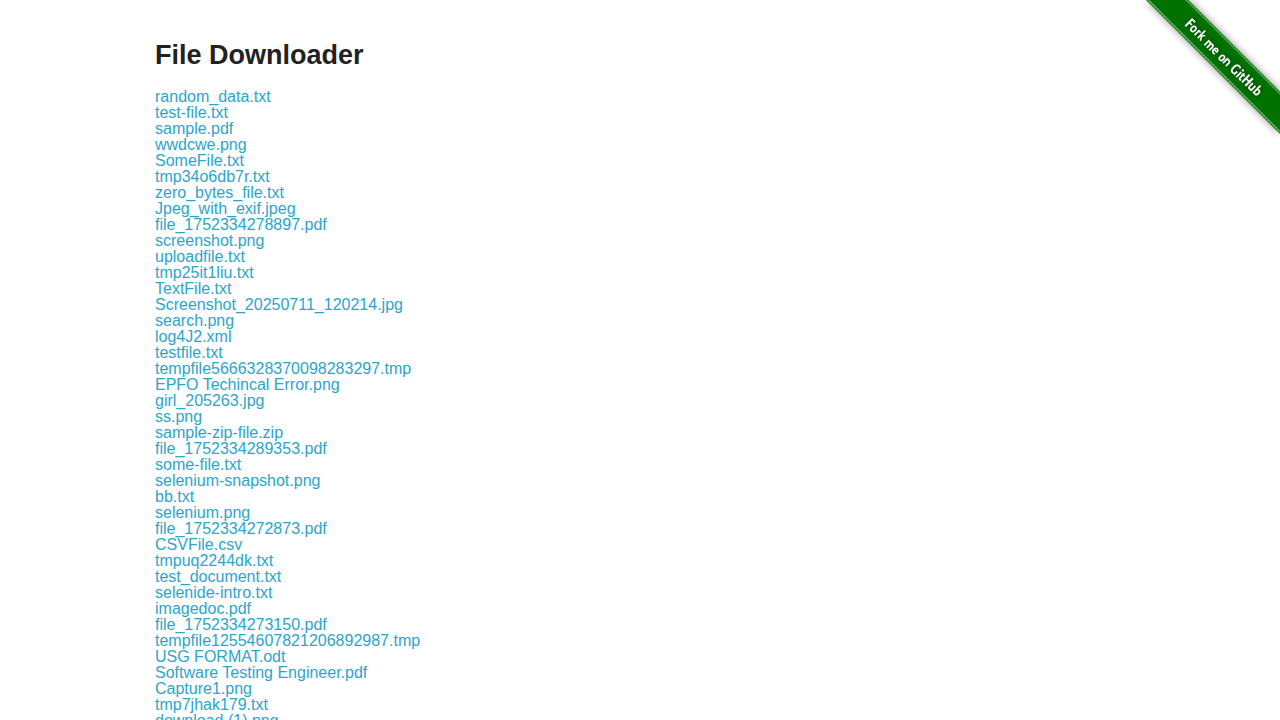 File Downloader
Fork me on GitHub
random_data.txt
test-file.txt
sample.pdf
wwdcwe.png
SomeFile.txt
tmp34o6db7r.txt
zero_bytes_file.txt
Jpeg_with_exif.jpeg
file_1752334278897.pdf
screenshot.png
uploadfile.txt
tmp25it1liu.txt
TextFile.txt
Screenshot_20250711_120214.jpg
search.png
log4J2.xml
testfile.txt
tempfile5666328370098283297.tmp
EPFO Techincal Error.png
girl_205263.jpg
ss.png
sample-zip-file.zip
file_1752334289353.pdf
some-file.txt
selenium-snapshot.png
bb.txt
selenium.png
file_1752334272873.pdf
CSVFile.csv
tmpuq2244dk.txt
test_document.txt
selenide-intro.txt
imagedoc.pdf
file_1752334273150.pdf
tempfile12554607821206892987.tmp
USG FORMAT.odt
Software Testing Engineer.pdf
Capture1.png
tmp7jhak179.txt
download (1).png